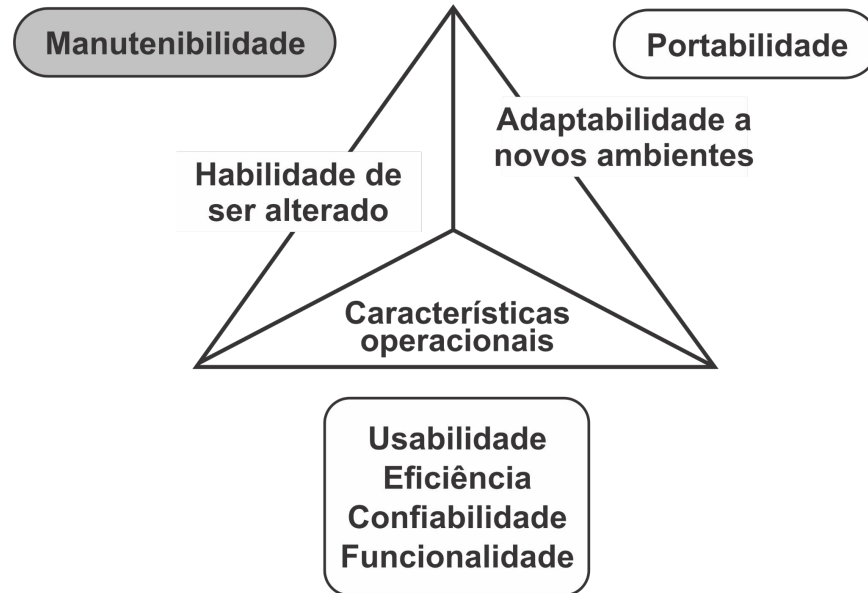 Manutenibilidade
Portabilidade
Adaptabilidade a
novos ambientes
Habilidade de
ser alterado
Características
operacionais
Usabilidade
Eficiência
Confiabilidade
Funcionalidade